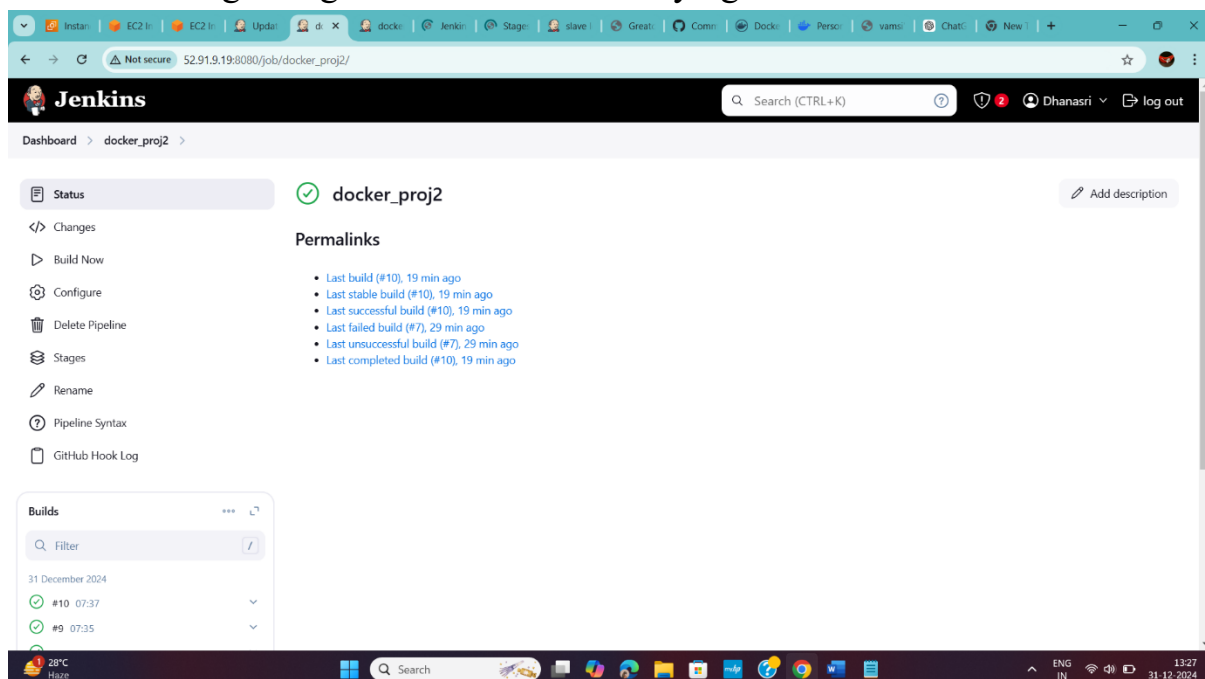 Instan EC2 In EC2 In Updat do docke Jenkin Stage slave Great Comm Docke Person vamsi ChatG New T
Not secure 52.91.9.19:8080/job/docker_proj2/
Jenkins Search (CTRL+K) 2 Dhanasri log out
Dashboard > docker_proj2 >
Status
Changes
Build Now
Configure
Delete Pipeline
Stages
Rename
Pipeline Syntax
GitHub Hook Log
docker_proj2 Add description
Permalinks
Last build (#10), 19 min ago
Last stable build (#10), 19 min ago
Last successful build (#10), 19 min ago
Last failed build (#7), 29 min ago
Last unsuccessful build (#7), 29 min ago
Last completed build (#10), 19 min ago
Builds
Filter /
31 December 2024
#10 07:37
#9 07:35
1 28°C Search ENG 13:27
Haze IN 31-12-2024